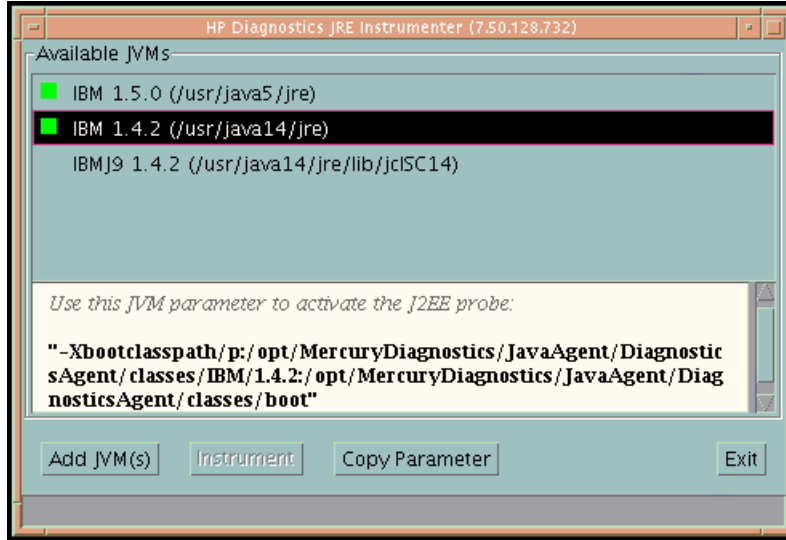 HP Diagnostics JRE Instrumenter (7.50.128.732)
Available JVMs
IBM 1.5.0 (/usr/java5/jre)
IBM 1.4.2 (/usr/java14/jre)
IBMJ9 1.4.2 (/usr/java14/jre/lib/jclSC14)
Use this JVM parameter to activate the J2EE probe:
"-Xbootclasspath/p:/opt/MercuryDiagnostics/JavaAgent/Diagnostic
sAgent/classes/IBM/1.4.2:/opt/MercuryDiagnostics/JavaAgent/Diag
nosticsAgent/classes/boot"
Add JVM(s)
Instrument
Copy Parameter
Exit